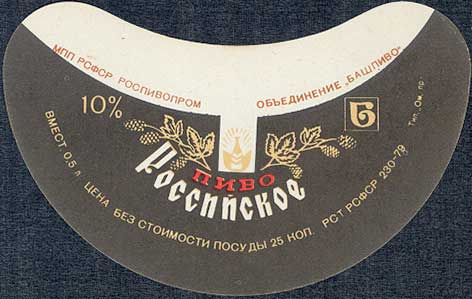 МПП РСФСР РОСПИВОПРОМ
ОБЪЕДИНЕНИЕ „БАШПИВО"
10%
Б
ПИВО
Российское
ВМЕСТ 0,5 л ЦЕНА БЕЗ СТОИМОСТИ ПОСУДЫ 25 КОП. РСТ РСФСР 230-79
Тип.